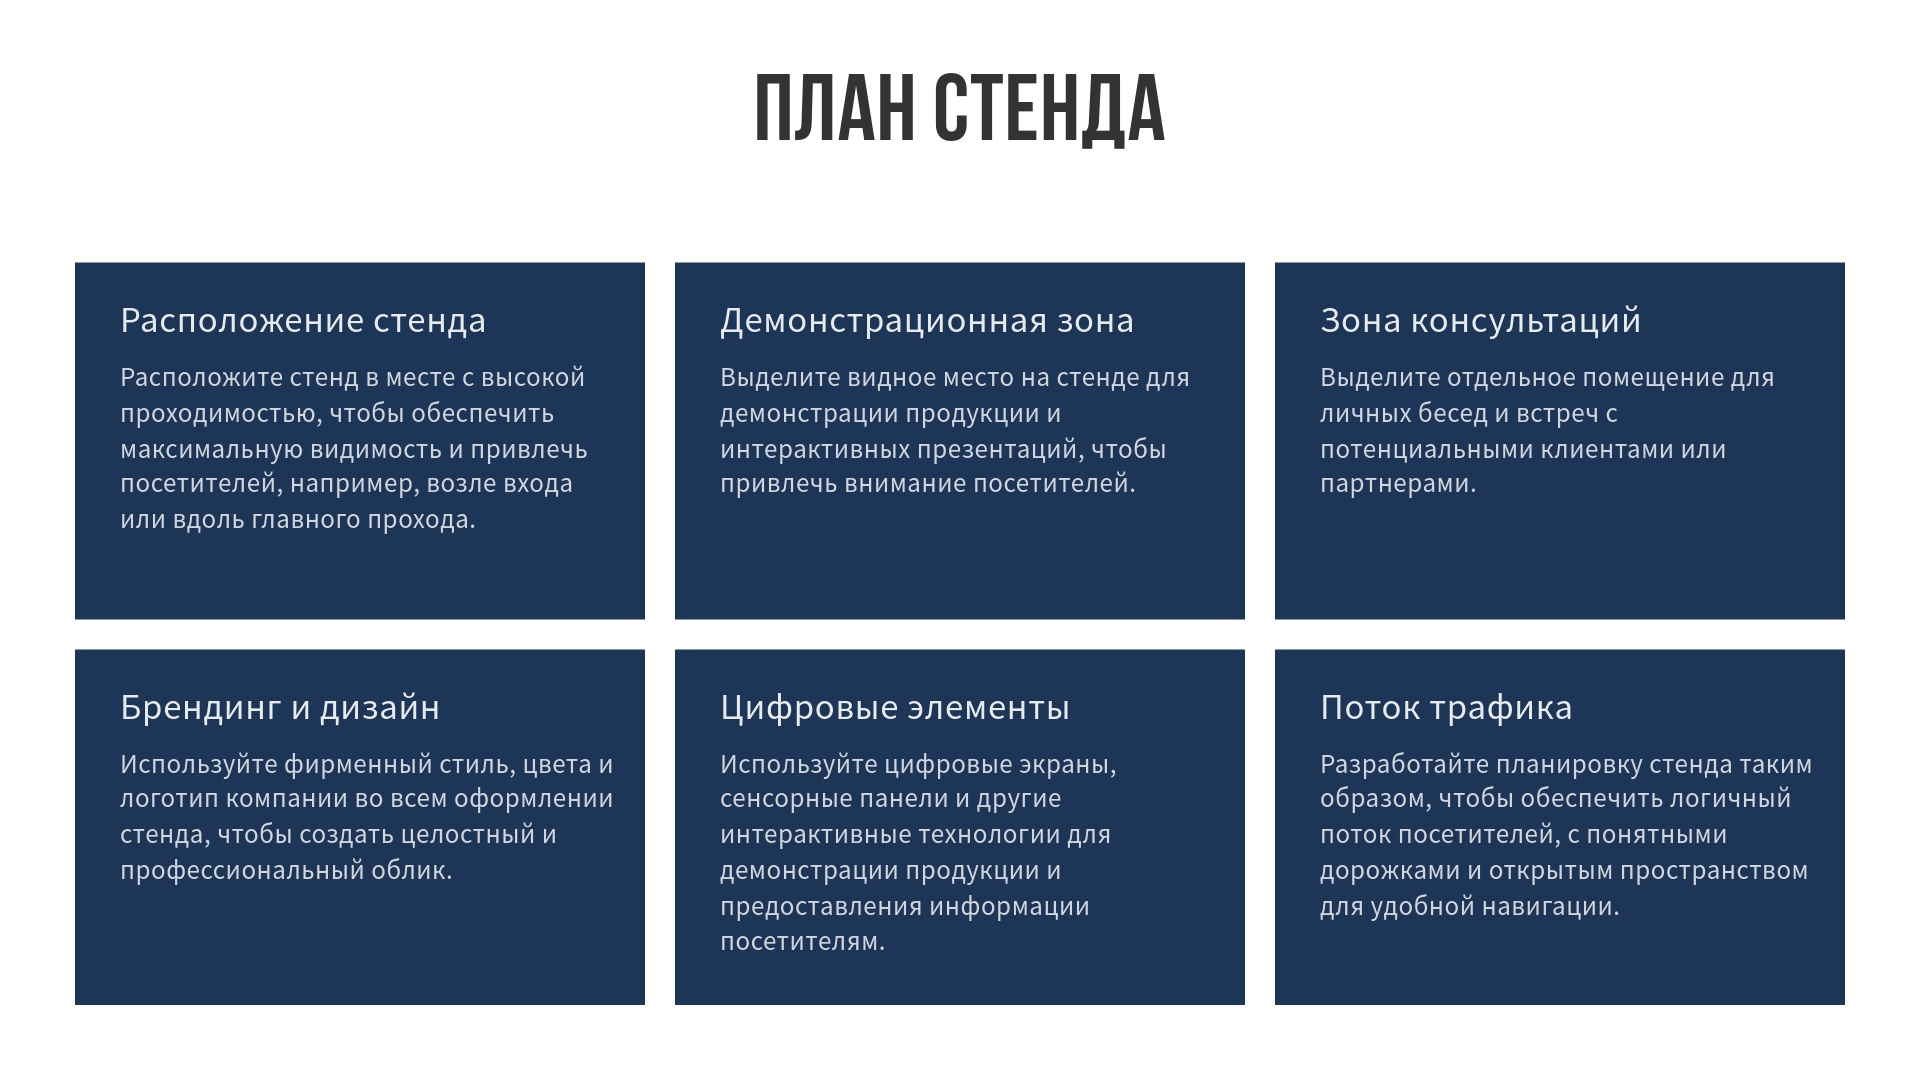 ПЛАН СТЕНДА
Расположение стенда
Расположите стенд в месте с высокой
проходимостью, чтобы обеспечить
максимальную видимость и привлечь
посетителей, например, возле входа
или вдоль главного прохода.
Демонстрационная зона
Выделите видное место на стенде для
демонстрации продукции и
интерактивных презентаций, чтобы
привлечь внимание посетителей.
Зона консультаций
Выделите отдельное помещение для
личных бесед и встреч с
потенциальными клиентами или
партнерами.
Брендинг и дизайн
Используйте фирменный стиль, цвета и
логотип компании во всем оформлении
стенда, чтобы создать целостный и
профессиональный облик.
Цифровые элементы
Используйте цифровые экраны,
сенсорные панели и другие
интерактивные технологии для
демонстрации продукции и
предоставления информации
посетителям.
Поток трафика
Разработайте планировку стенда таким
образом, чтобы обеспечить логичный
поток посетителей, с понятными
дорожками и открытым пространством
для удобной навигации.